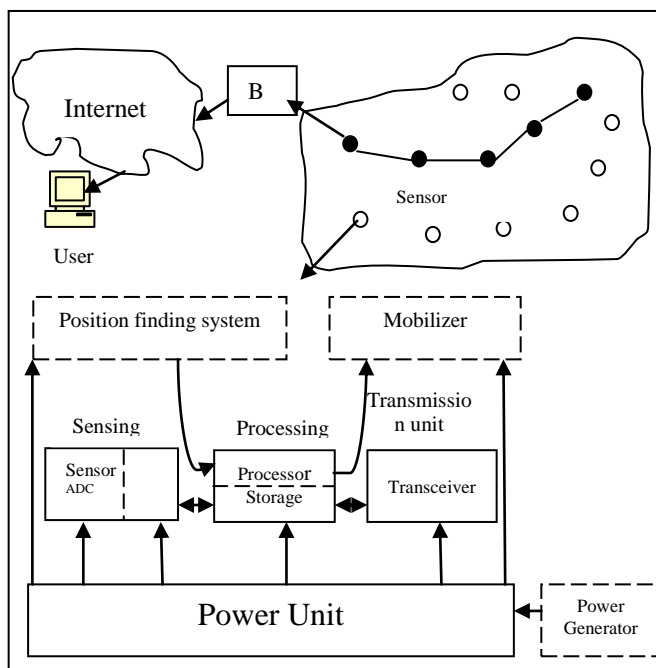 Internet
B
Sensor
User
Position finding system
Mobilizer
Transmissio
n unit
Sensing
Processing
Sensor
ADC
Processor
Storage
Transceiver
Power Unit
Power
Generator